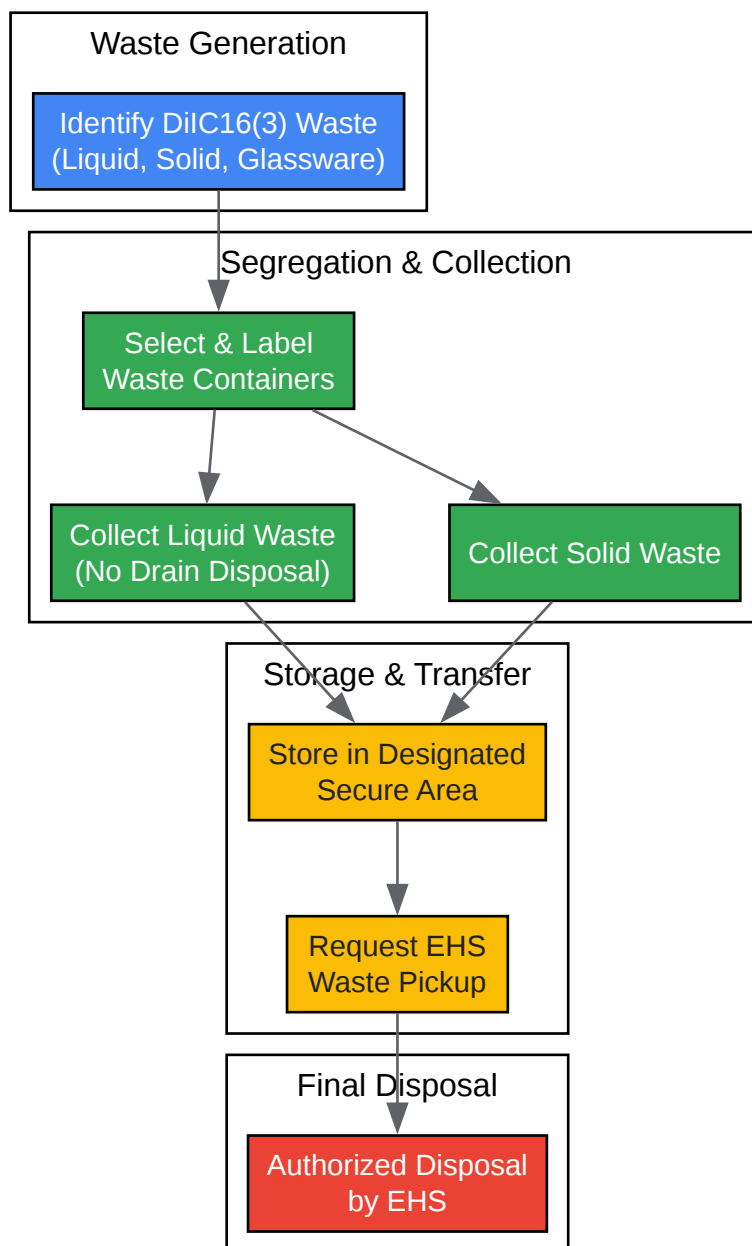 Waste Generation
Identify DiIC16(3) Waste
(Liquid, Solid, Glassware)
Segregation & Collection
Select & Label
Waste Containers
Collect Liquid Waste
(No Drain Disposal)
Collect Solid Waste
Storage & Transfer
Store in Designated
Secure Area
Request EHS
Waste Pickup
Final Disposal
Authorized Disposal
by EHS